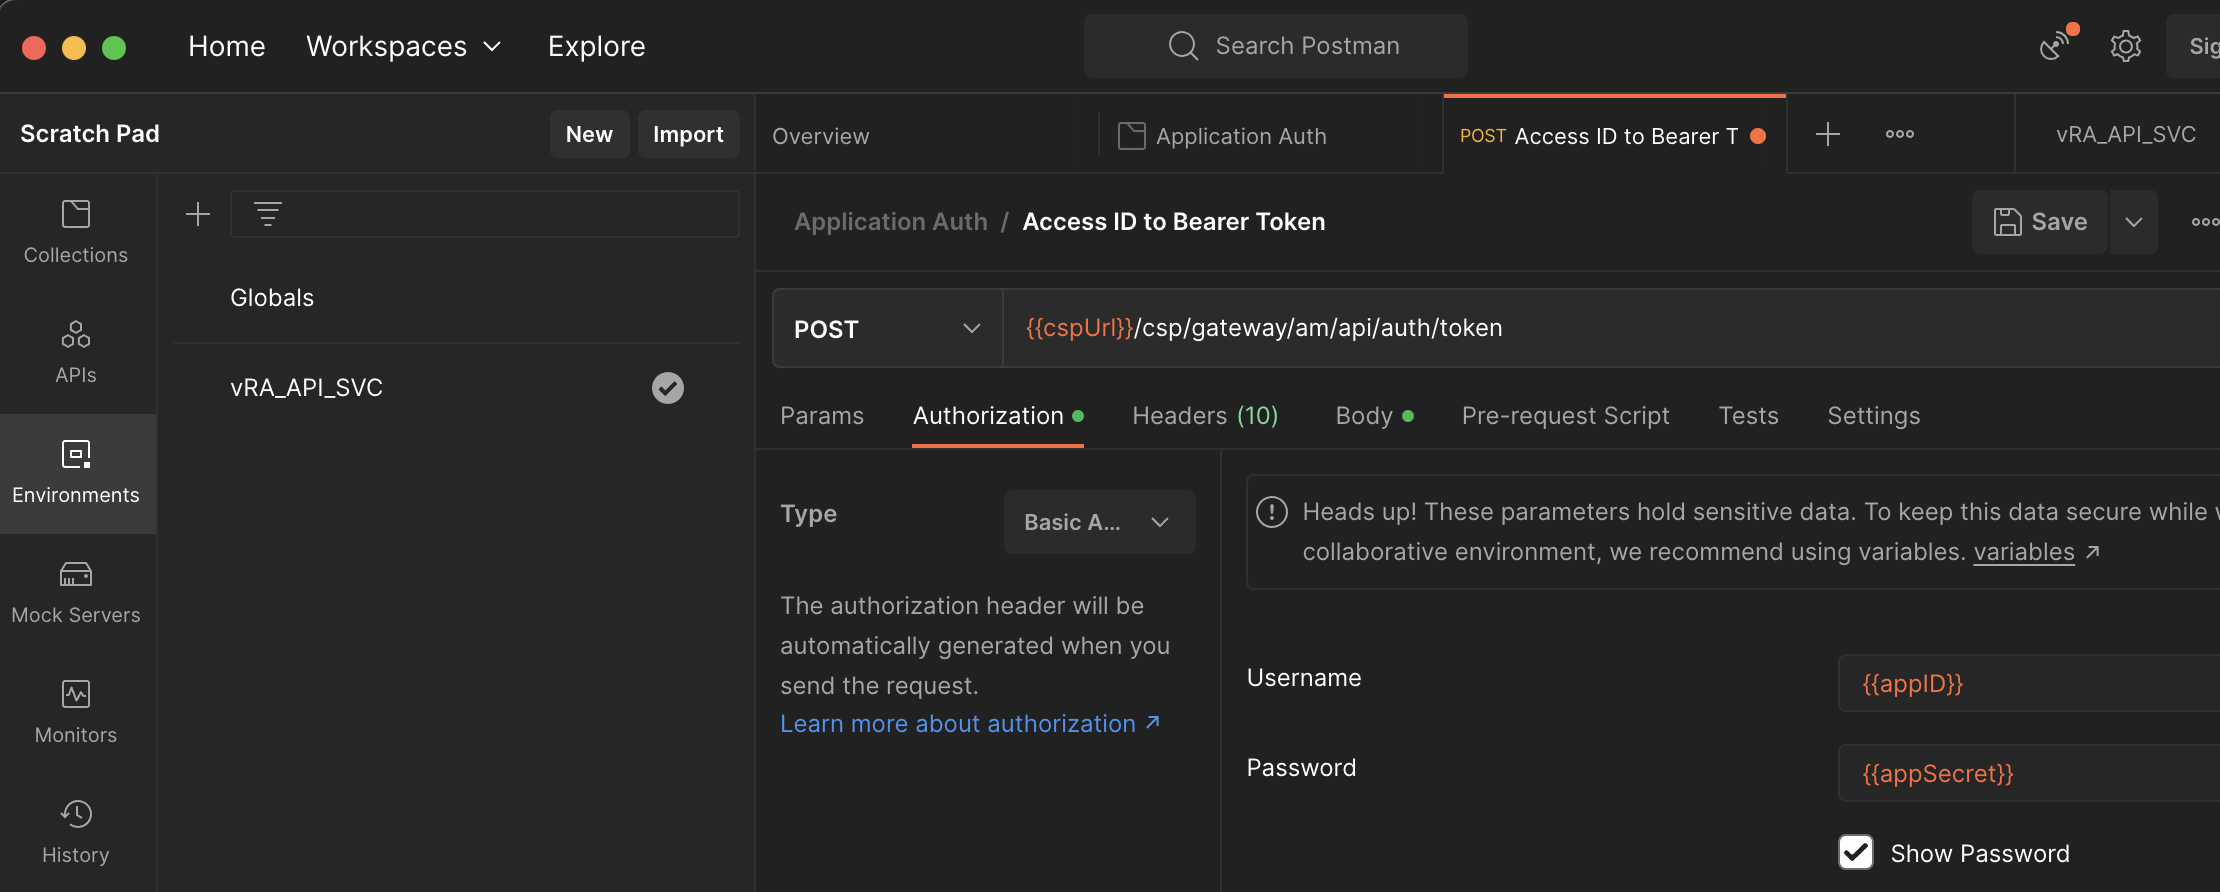 Home Workspaces Explore Search Postman Sig
Scratch Pad New Import
Overview Application Auth POST Access ID to Bearer T vRA_API_SVC
Collections
APIs
Environments
Mock Servers
Monitors
History
Globals
vRA_API_SVC
Application Auth / Access ID to Bearer Token Save
POST {{cspUrl}}/csp/gateway/am/api/auth/token
Params Authorization Headers (10) Body Pre-request Script Tests Settings
Type Basic A...
The authorization header will be
automatically generated when you
send the request.
Learn more about authorization ↗
Heads up! These parameters hold sensitive data. To keep this data secure while
collaborative environment, we recommend using variables. variables ↗
Username {{appID}}
Password {{appSecret}}
Show Password